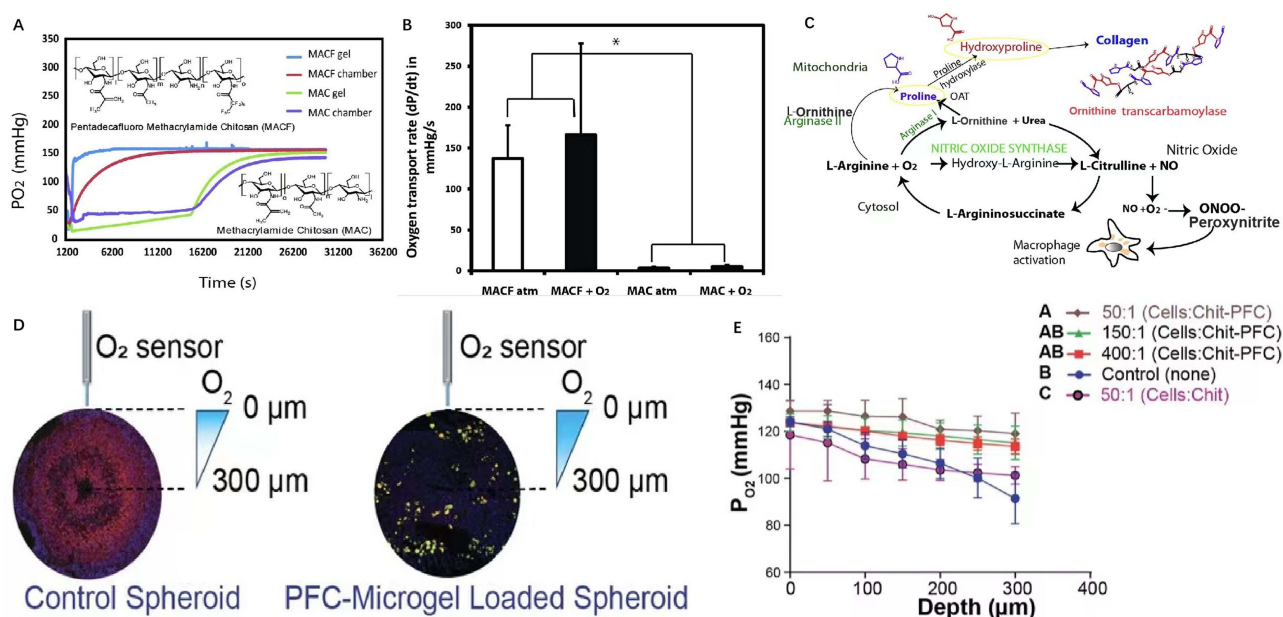 A
350
300
250
200
150
100
50
0
PO2 (mmHg)
MACF gel
MACF chamber
MAC gel
MAC chamber
Pentadecafluoro Methacrylamide Chitosan (MACF)
Methacrylamide Chitosan (MAC)
1200 6200 11200 16200 21200 26200 31200 36200
Time (s)
B
Oxygen transport rate (dP/dt) in
mmHg/s
300
250
200
150
100
50
0
*
MACF atm MACF + O2 MAC atm MAC + O2
C
Hydroxyproline
Collagen
Mitochondria
Proline
hydroxylase
Proline
OAT
Ornithine transcarbamoylase
L-Ornithine
Arginase II
Arginase I
L-Ornithine + Urea
NITRIC OXIDE SYNTHASE
Nitric Oxide
L-Arginine + O2
Hydroxy-L-Arginine
L-Citrulline + NO
Cytosol
L-Argininosuccinate
NO +O2 -
ONOO-
Peroxynitrite
Macrophage
activation
D
O2 sensor
O2
0 µm
300 µm
Control Spheroid
O2 sensor
O2
0 µm
300 µm
PFC-Microgel Loaded Spheroid
E
A 50:1 (Cells:Chit-PFC)
AB 150:1 (Cells:Chit-PFC)
AB 400:1 (Cells:Chit-PFC)
B Control (none)
C 50:1 (Cells:Chit)
160
140
120
100
80
60
PO2 (mmHg)
0 100 200 300 400
Depth (µm)